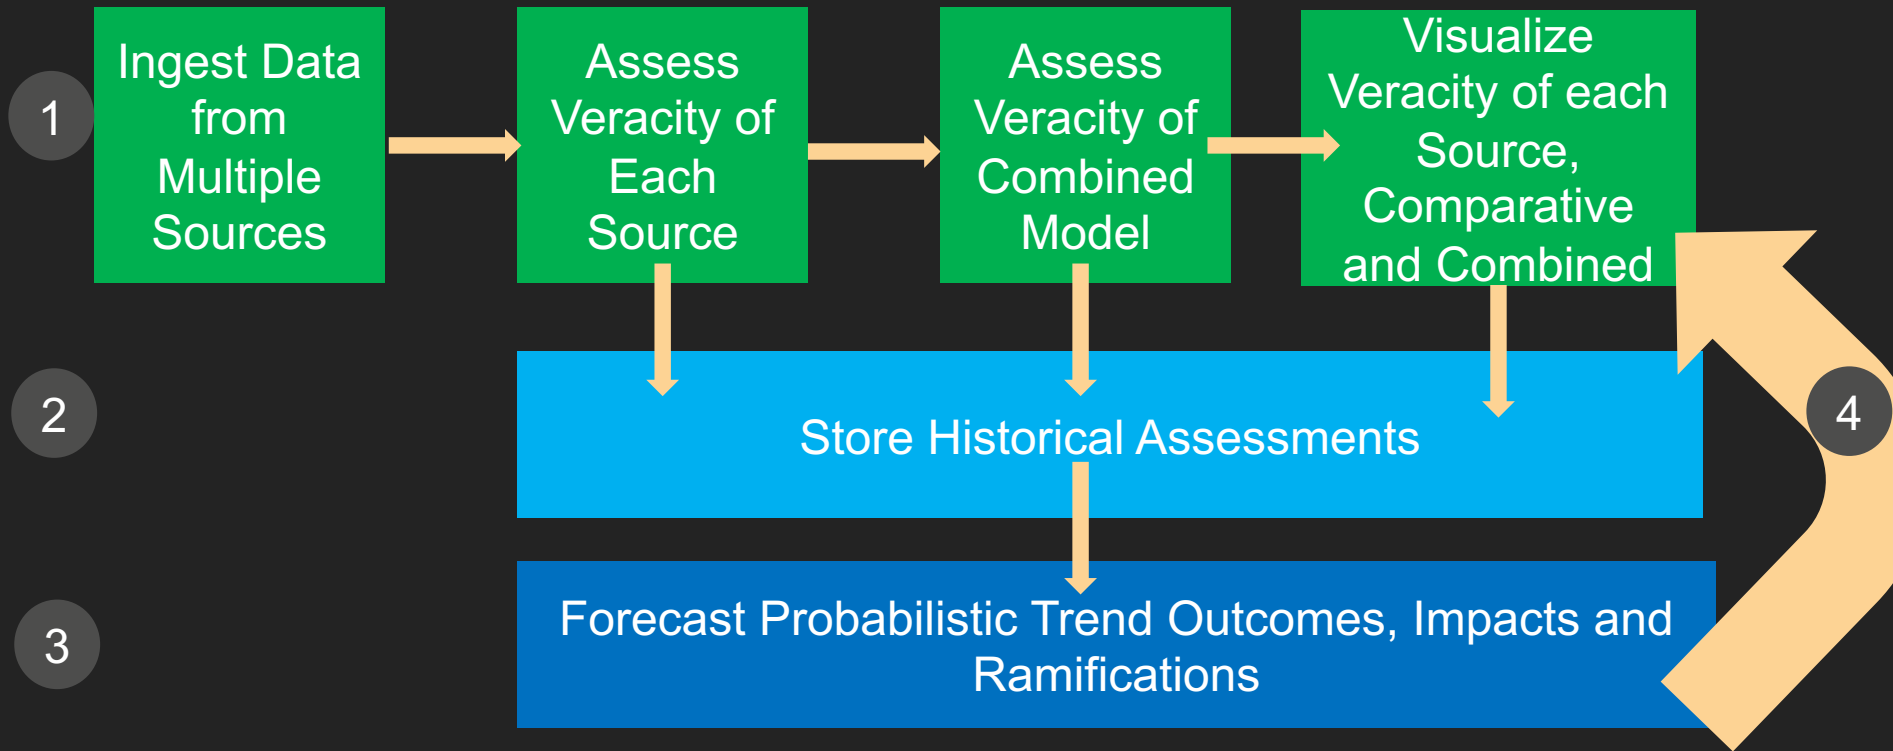 1
Ingest Data
from
Multiple
Sources
Assess
Veracity of
Each
Source
Assess
Veracity of
Combined
Model
Visualize
Veracity of each
Source,
Comparative
and Combined
2
Store Historical Assessments
4
3
Forecast Probabilistic Trend Outcomes, Impacts and
Ramifications